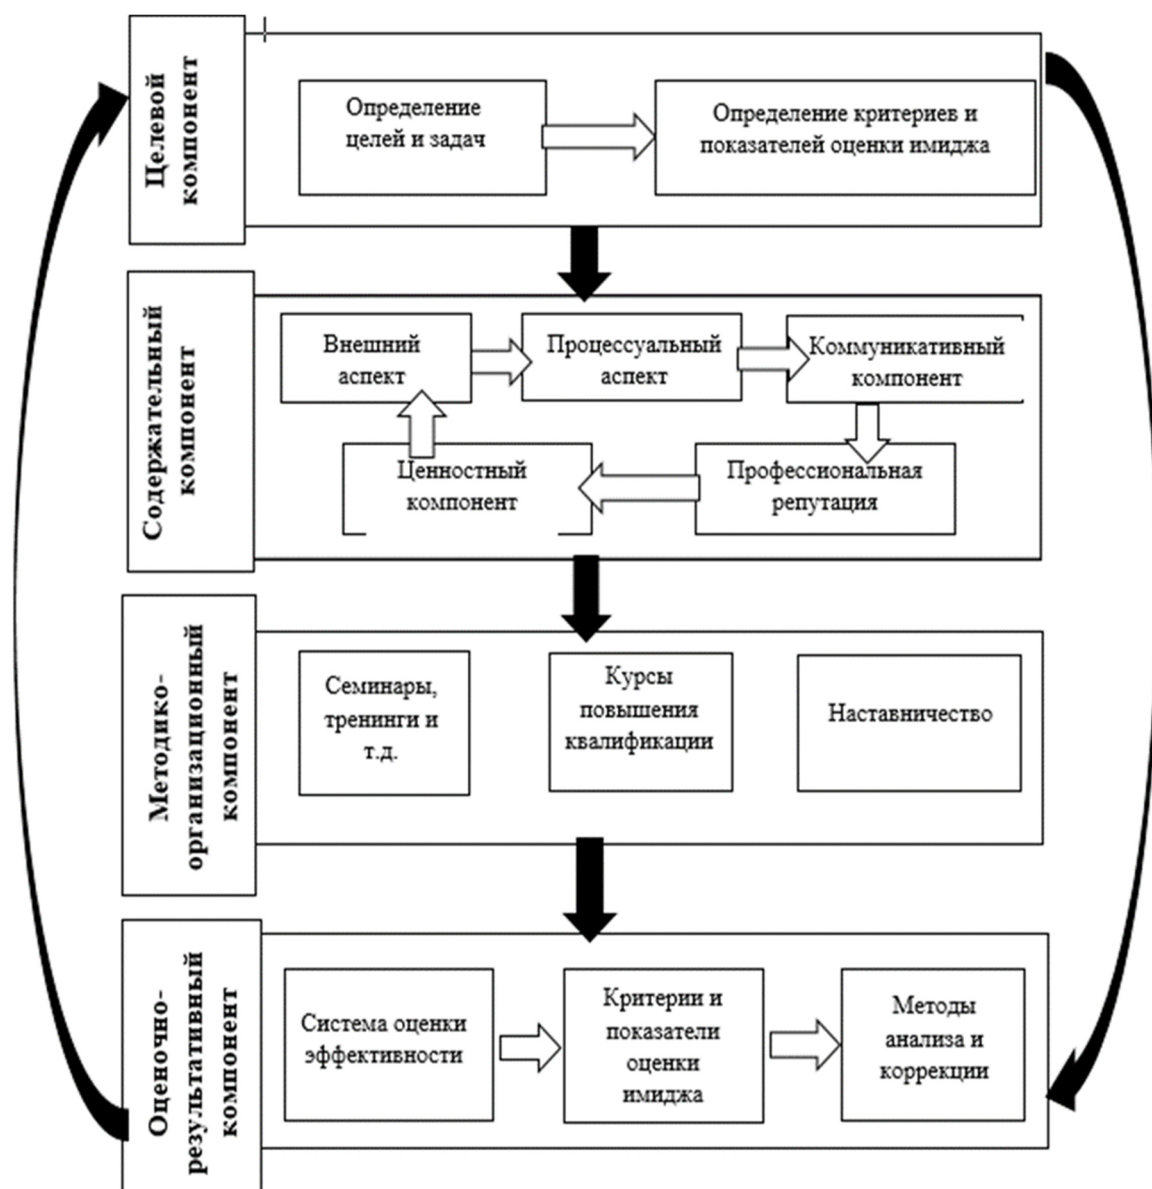 Целевой
компонент
Определение
целей и задач
Определение критериев и
показателей оценки имиджа
Содержательный
компонент
Внешний
аспект
Процессуальный
аспект
Коммуникативный
компонент
Ценностный
компонент
Профессиональная
репутация
Методико-
организационный
компонент
Семинары,
тренинги и
т.д.
Курсы
повышения
квалификации
Наставничество
Оценочно-
результативный
компонент
Система оценки
эффективности
Критерии и
показатели
оценки
имиджа
Методы
анализа и
коррекции